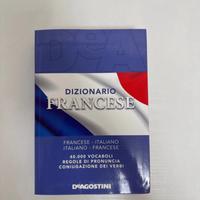 DIZIONARIO
FRANCESE
FRANCESE - ITALIANO
ITALIANO - FRANCESE
40.000 VOCABOLI
REGOLE DI PRONUNCIA
CONIUGAZIONE DEI VERBI
DeAGOSTINI